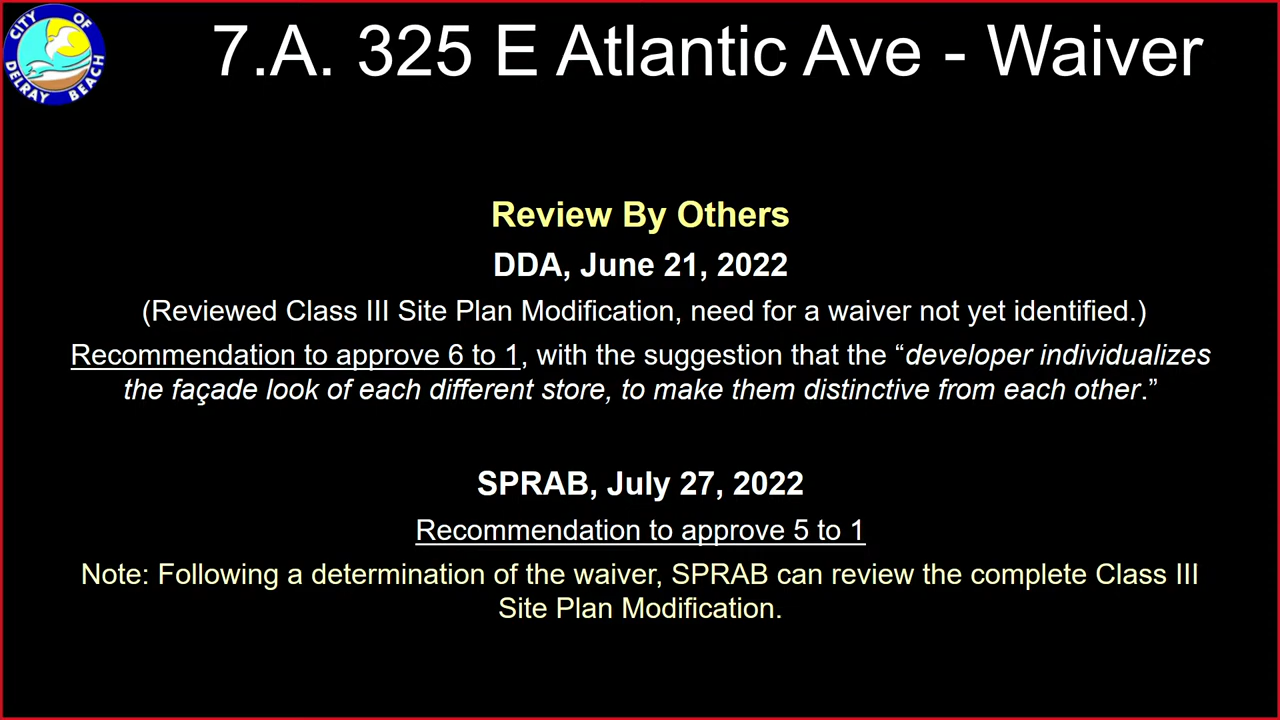 CITY OF
DELRAY BEACH
7.A. 325 E Atlantic Ave - Waiver
Review By Others
DDA, June 21, 2022
(Reviewed Class III Site Plan Modification, need for a waiver not yet identified.)
Recommendation to approve 6 to 1, with the suggestion that the “developer individualizes
the façade look of each different store, to make them distinctive from each other.”
SPRAB, July 27, 2022
Recommendation to approve 5 to 1
Note: Following a determination of the waiver, SPRAB can review the complete Class III
Site Plan Modification.